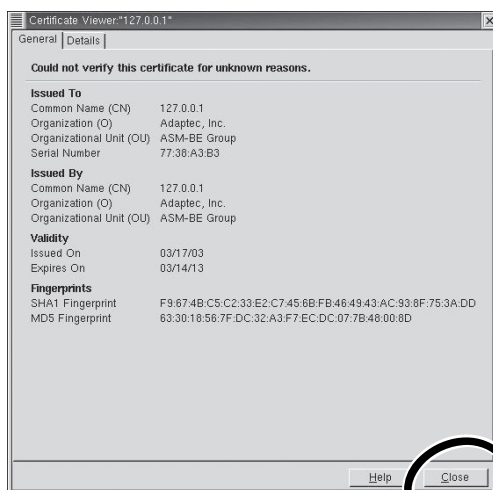 Certificate Viewer:"127.0.0.1"
General Details
Could not verify this certificate for unknown reasons.
Issued To
Common Name (CN) 127.0.0.1
Organization (O) Adaptec, Inc.
Organizational Unit (OU) ASM-BE Group
Serial Number 77:38:A3:B3
Issued By
Common Name (CN) 127.0.0.1
Organization (O) Adaptec, Inc.
Organizational Unit (OU) ASM-BE Group
Validity
Issued On 03/17/03
Expires On 03/14/13
Fingerprints
SHA1 Fingerprint F9:67:4B:C5:C2:33:E2:C7:45:6B:FB:46:49:43:AC:93:8F:75:3A:DD
MD5 Fingerprint 63:30:18:56:7F:DC:32:A3:F7:EC:DC:07:7B:48:00:8D
Help Close